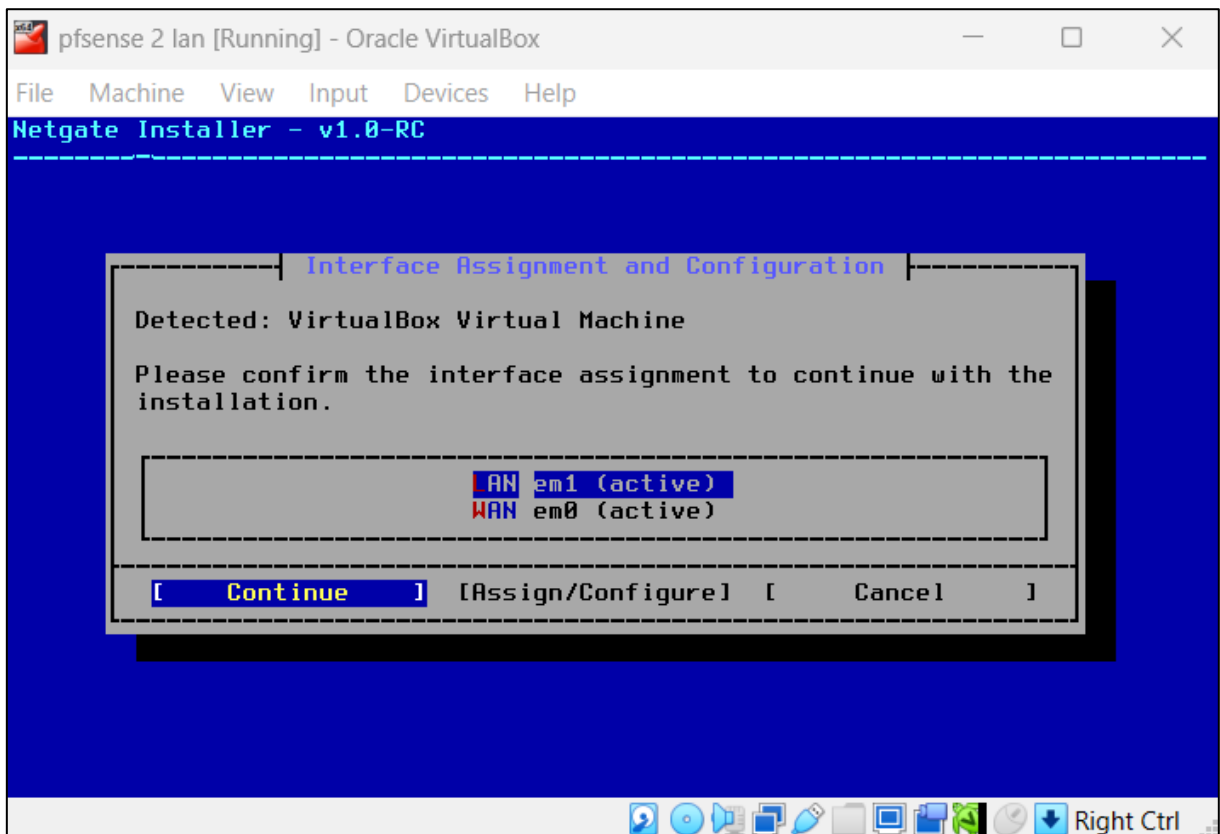 pfsense 2 lan [Running] - Oracle VirtualBox
File Machine View Input Devices Help
Netgate Installer - v1.0-RC
Interface Assignment and Configuration
Detected: VirtualBox Virtual Machine
Please confirm the interface assignment to continue with the
installation.
LAN em1 (active)
WAN em0 (active)
[ Continue ] [Assign/Configure] [ Cancel ]
Right Ctrl